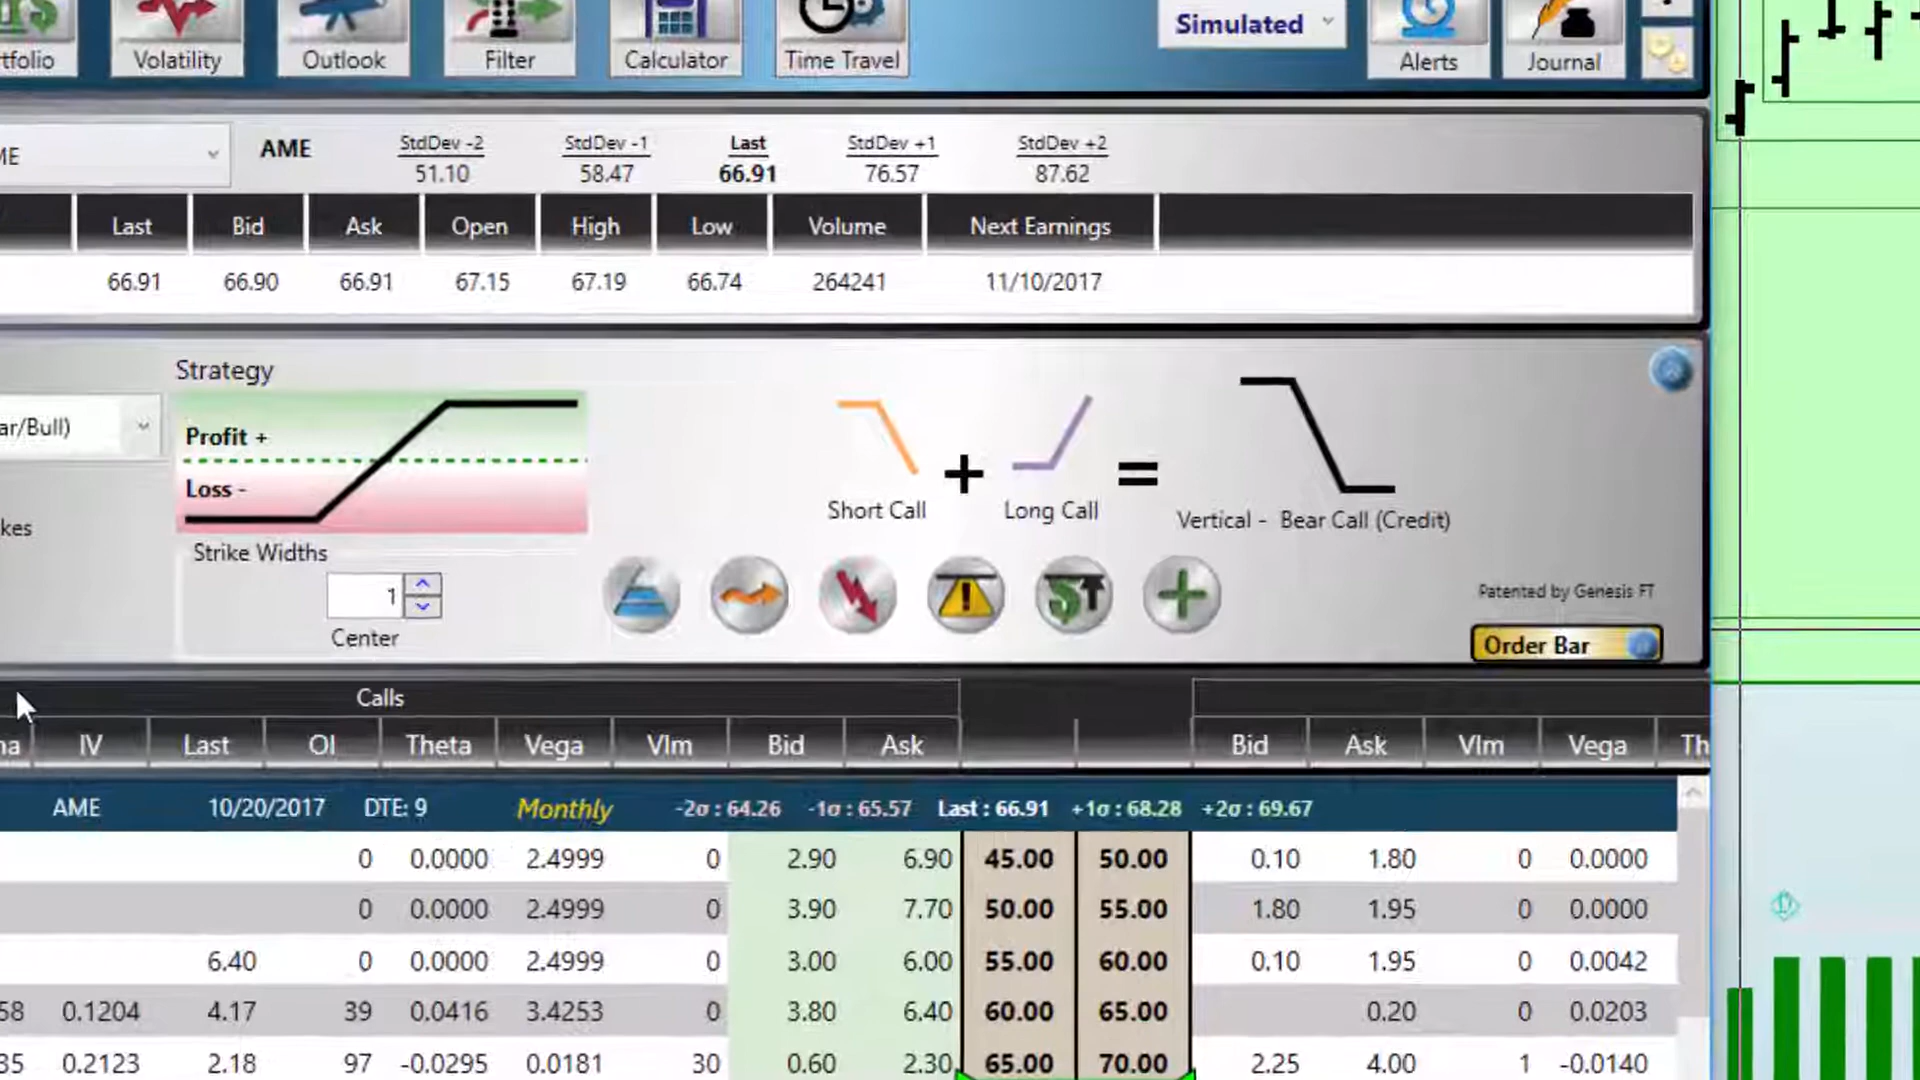 tfolio Volatility Outlook Filter Calculator Time Travel Simulated Alerts Journal
ME AME StdDev -2 StdDev -1 Last StdDev +1 StdDev +2
51.10 58.47 66.91 76.57 87.62
Last Bid Ask Open High Low Volume Next Earnings
66.91 66.90 66.91 67.15 67.19 66.74 264241 11/10/2017
Strategy
ar/Bull) Profit +
Loss -
kes
Short Call + Long Call = Vertical - Bear Call (Credit)
Strike Widths
1
Center
Patented by Genesis FT
Order Bar
Calls
na IV Last OI Theta Vega Vlm Bid Ask Bid Ask Vlm Vega Th
AME 10/20/2017 DTE: 9 Monthly -2σ : 64.26 -1σ : 65.57 Last : 66.91 +1σ : 68.28 +2σ : 69.67
0 0.0000 2.4999 0 2.90 6.90 45.00 50.00 0.10 1.80 0 0.0000
0 0.0000 2.4999 0 3.90 7.70 50.00 55.00 1.80 1.95 0 0.0000
6.40 0 0.0000 2.4999 0 3.00 6.00 55.00 60.00 0.10 1.95 0 0.0042
58 0.1204 4.17 39 0.0416 3.4253 0 3.80 6.40 60.00 65.00 0.20 0 0.0203
35 0.2123 2.18 97 -0.0295 0.0181 30 0.60 2.30 65.00 70.00 2.25 4.00 1 -0.0140